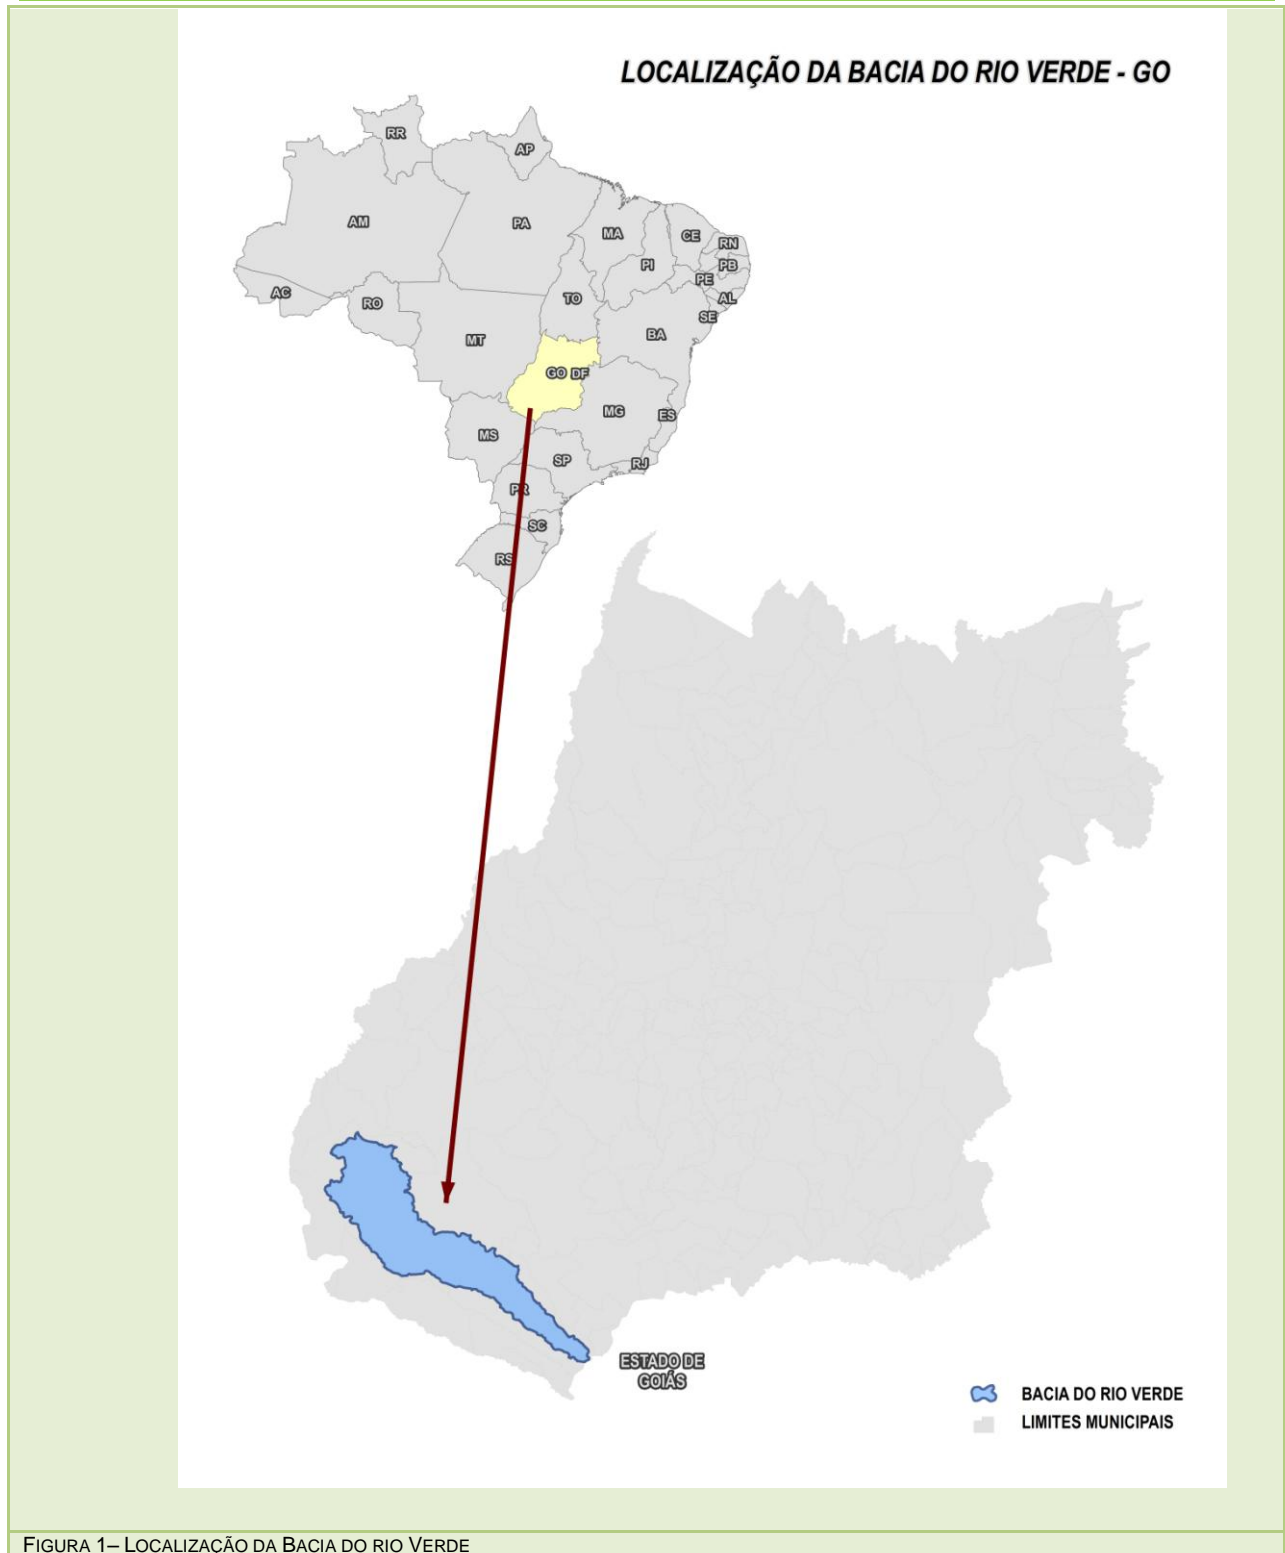 LOCALIZAÇÃO DA BACIA DO RIO VERDE - GO
RR
AP
AM
PA
MA
CE
RN
PI
PB
PE
AC
RO
TO
AL
SE
MT
BA
GO DF
MG
ES
MS
SP
RJ
PR
SC
RS
ESTADO DE
GOIÁS
BACIA DO RIO VERDE
LIMITES MUNICIPAIS
FIGURA 1– LOCALIZAÇÃO DA BACIA DO RIO VERDE